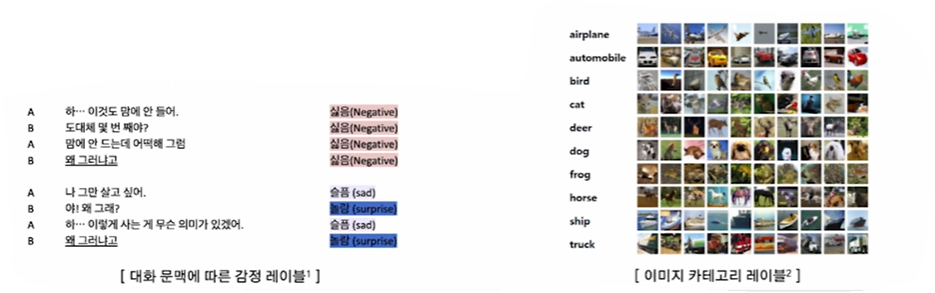 A 하… 이것도 맘에 안 들어. 싫음(Negative)
B 도대체 몇 번 째야? 싫음(Negative)
A 맘에 안 드는데 어떡해 그럼 싫음(Negative)
B 왜 그러냐고 싫음(Negative)
A 나 그만 살고 싶어. 슬픔 (sad)
B 야! 왜 그래? 놀람 (surprise)
A 하… 이렇게 사는 게 무슨 의미가 있겠어. 슬픔 (sad)
B 왜 그러냐고 놀람 (surprise)
[ 대화 문맥에 따른 감정 레이블¹ ]
airplane
automobile
bird
cat
deer
dog
frog
horse
ship
truck
[ 이미지 카테고리 레이블² ]